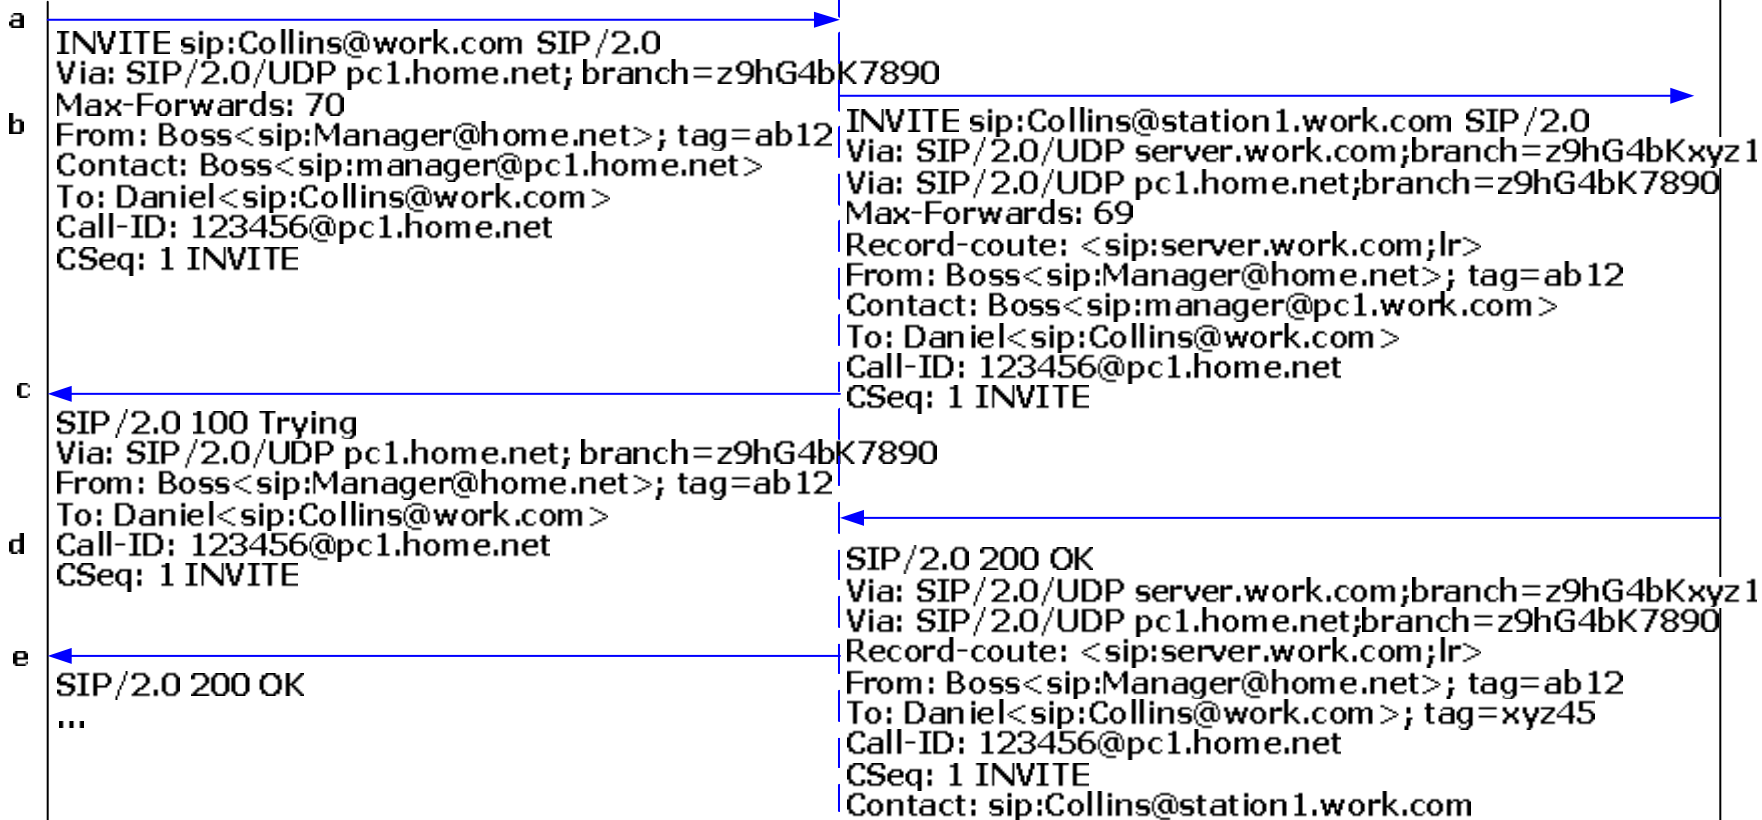 a
INVITE sip:Collins@work.com SIP/2.0
Via: SIP/2.0/UDP pc1.home.net; branch=z9hG4bK7890
Max-Forwards: 70
b
From: Boss<sip:Manager@home.net>; tag=ab12
Contact: Boss<sip:manager@pc1.home.net>
To: Daniel<sip:Collins@work.com>
Call-ID: 123456@pc1.home.net
CSeq: 1 INVITE
INVITE sip:Collins@station1.work.com SIP/2.0
Via: SIP/2.0/UDP server.work.com;branch=z9hG4bKxyz1
Via: SIP/2.0/UDP pc1.home.net;branch=z9hG4bK7890
Max-Forwards: 69
Record-coute: <sip:server.work.com;lr>
From: Boss<sip:Manager@home.net>; tag=ab12
Contact: Boss<sip:manager@pc1.work.com>
To: Daniel<sip:Collins@work.com>
Call-ID: 123456@pc1.home.net
CSeq: 1 INVITE
c
SIP/2.0 100 Trying
Via: SIP/2.0/UDP pc1.home.net; branch=z9hG4bK7890
From: Boss<sip:Manager@home.net>; tag=ab12
To: Daniel<sip:Collins@work.com>
d
Call-ID: 123456@pc1.home.net
CSeq: 1 INVITE
SIP/2.0 200 OK
Via: SIP/2.0/UDP server.work.com;branch=z9hG4bKxyz1
Via: SIP/2.0/UDP pc1.home.net;branch=z9hG4bK7890
Record-coute: <sip:server.work.com;lr>
From: Boss<sip:Manager@home.net>; tag=ab12
To: Daniel<sip:Collins@work.com>; tag=xyz45
Call-ID: 123456@pc1.home.net
CSeq: 1 INVITE
Contact: sip:Collins@station1.work.com
e
SIP/2.0 200 OK
...